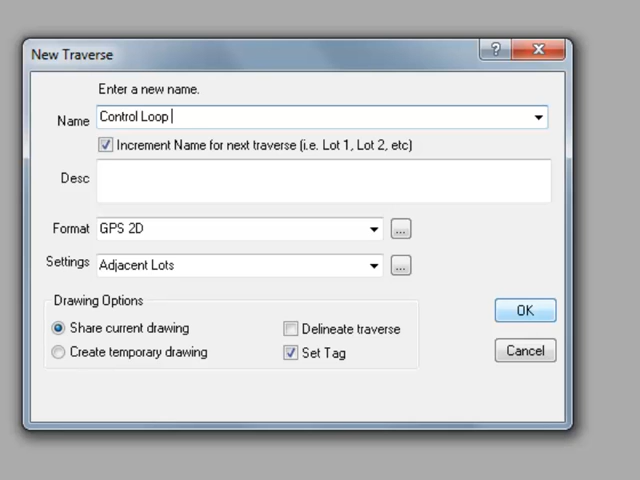 New Traverse
?
Enter a new name.
Name Control Loop
Increment Name for next traverse (i.e. Lot 1, Lot 2, etc)
Desc
Format GPS 2D ...
Settings Adjacent Lots ...
Drawing Options
Share current drawing Delineate traverse OK
Create temporary drawing Set Tag Cancel